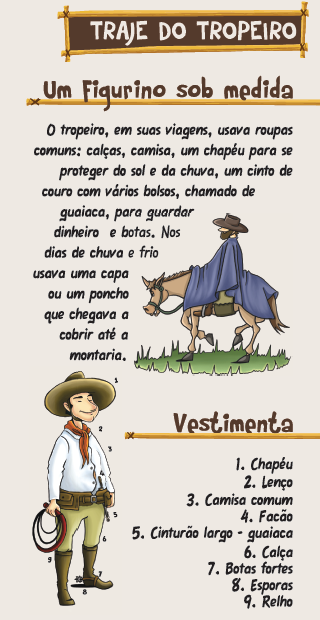 TRAJE DO TROPEIRO
Um Figurino sob medida
O tropeiro, em suas viagens, usava roupas
comuns: calças, camisa, um chapéu para se
proteger do sol e da chuva, um cinto de
couro com vários bolsos, chamado de
guaiaca, para guardar
dinheiro e botas. Nos
dias de chuva e frio
usava uma capa
ou um poncho
que chegava a
cobrir até a
montaria.
1
2
3
4
5
6
7
8
9
Vestimenta
1. Chapéu
2. Lenço
3. Camisa comum
4. Facão
5. Cinturão largo - guaiaca
6. Calça
7. Botas fortes
8. Esporas
9. Relho